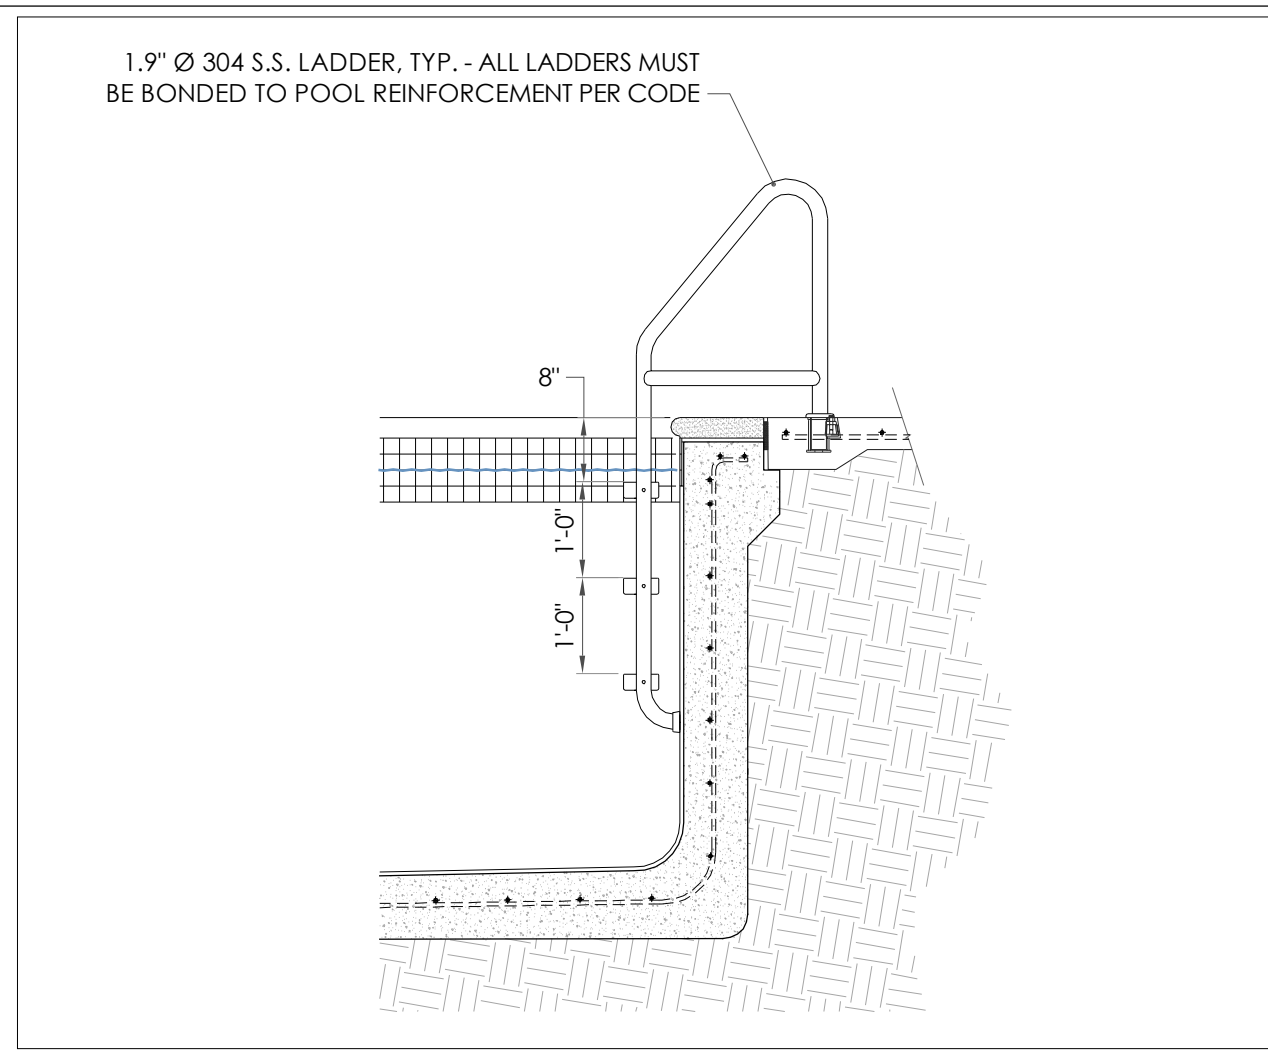 1.9" Ø 304 S.S. LADDER, TYP. - ALL LADDERS MUST
BE BONDED TO POOL REINFORCEMENT PER CODE
8"
1'-0"
1'-0"